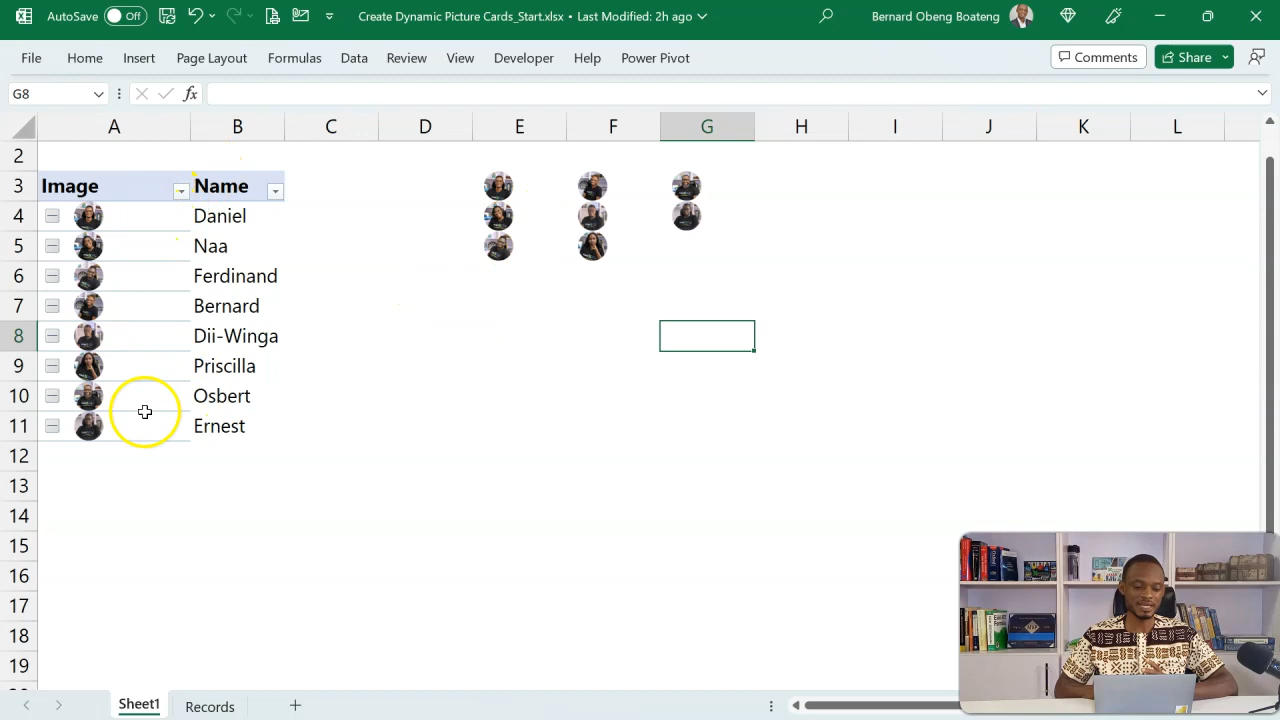 AutoSave Off Create Dynamic Picture Cards_Start.xlsx • Last Modified: 2h ago Bernard Obeng Boateng
File Home Insert Page Layout Formulas Data Review View Developer Help Power Pivot Comments Share
G8 fx
A B C D E F G H I J K L
2
3 Image Name
4 Daniel
5 Naa
6 Ferdinand
7 Bernard
8 Dii-Winga
9 Priscilla
10 Osbert
11 Ernest
12
13
14
15
16
17
18
19
Sheet1 Records